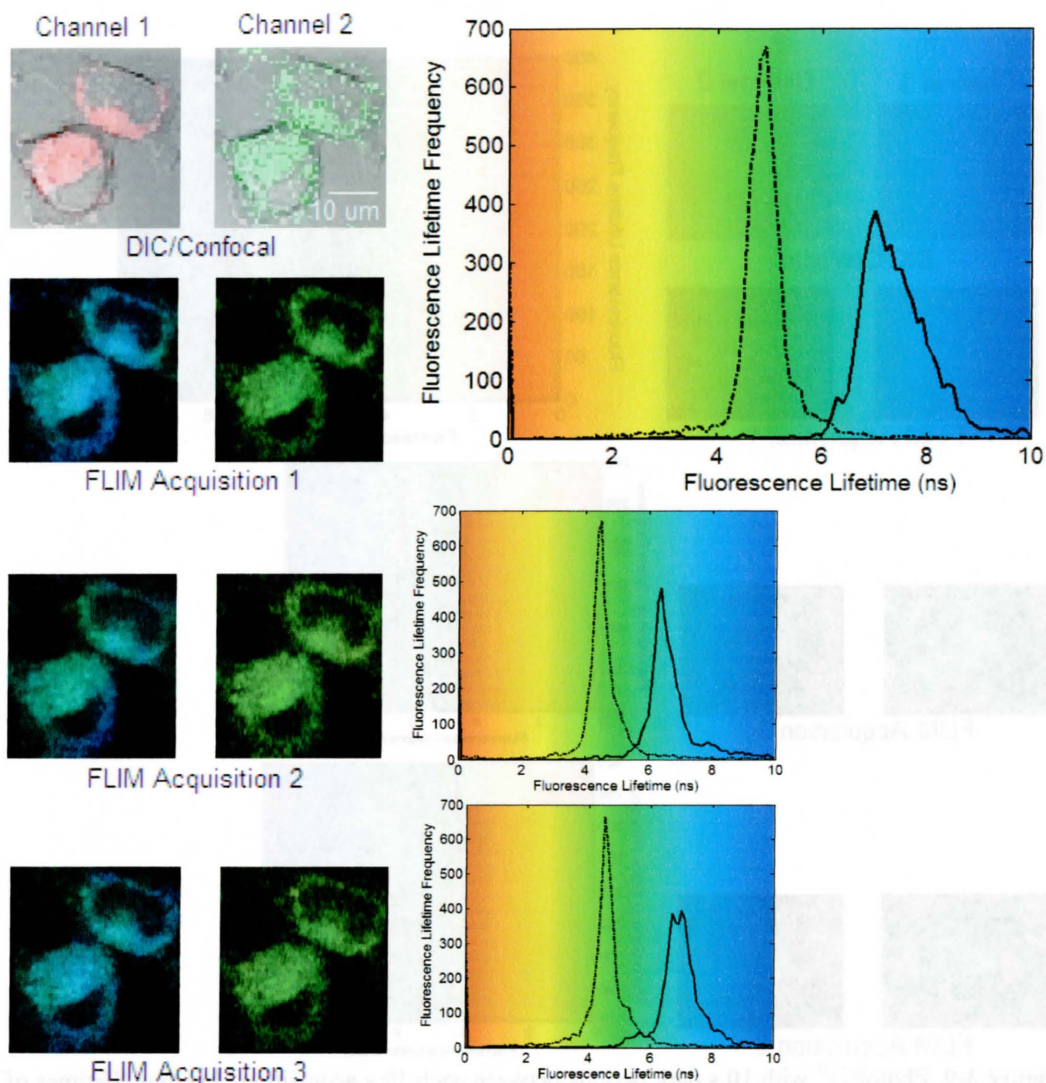 Channel 1 Channel 2
10 um
DIC/Confocal
FLIM Acquisition 1
700
600
500
400
300
200
100
0
0 2 4 6 8 10
Fluorescence Lifetime Frequency
Fluorescence Lifetime (ns)
FLIM Acquisition 2
700
600
500
400
300
200
100
0
0 2 4 6 8 10
Fluorescence Lifetime Frequency
Fluorescence Lifetime (ns)
FLIM Acquisition 3
700
600
500
400
300
200
100
0
0 2 4 6 8 10
Fluorescence Lifetime Frequency
Fluorescence Lifetime (ns)